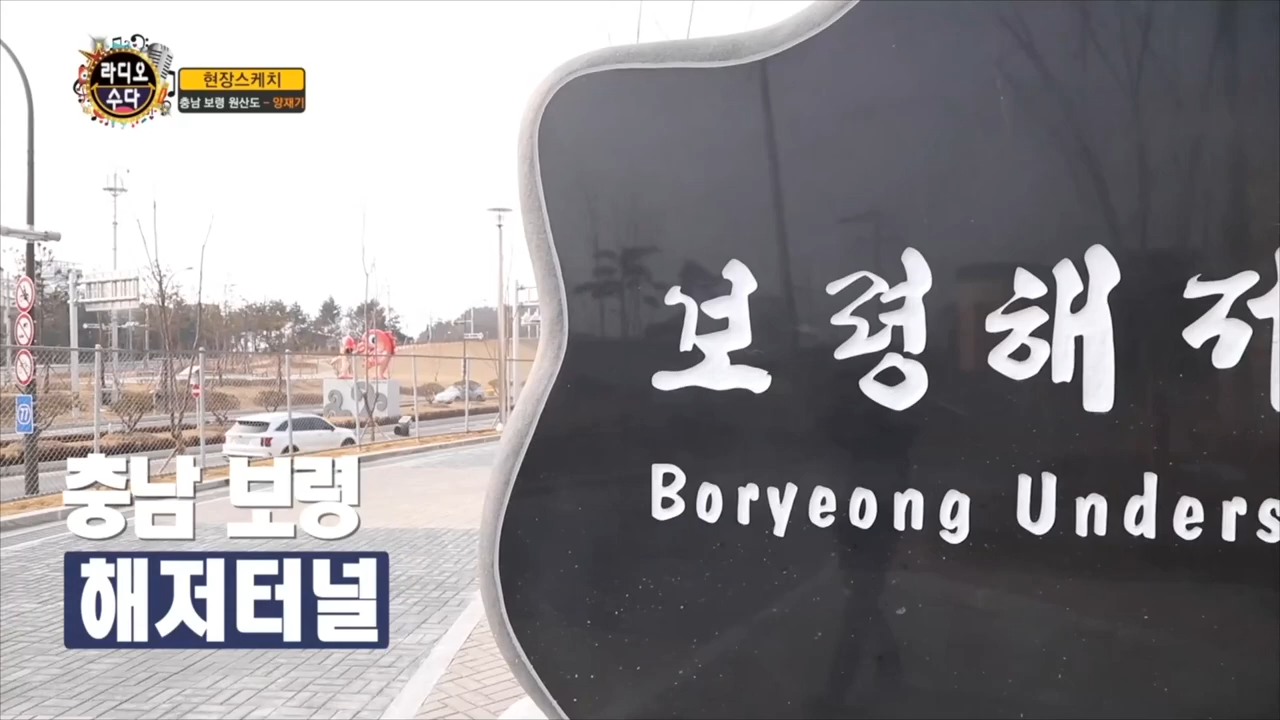 라디오
수다
현장스케치
충남 보령 원산도 - 양재기
보령해저
Boryeong Unders
77
충남 보령
해저터널